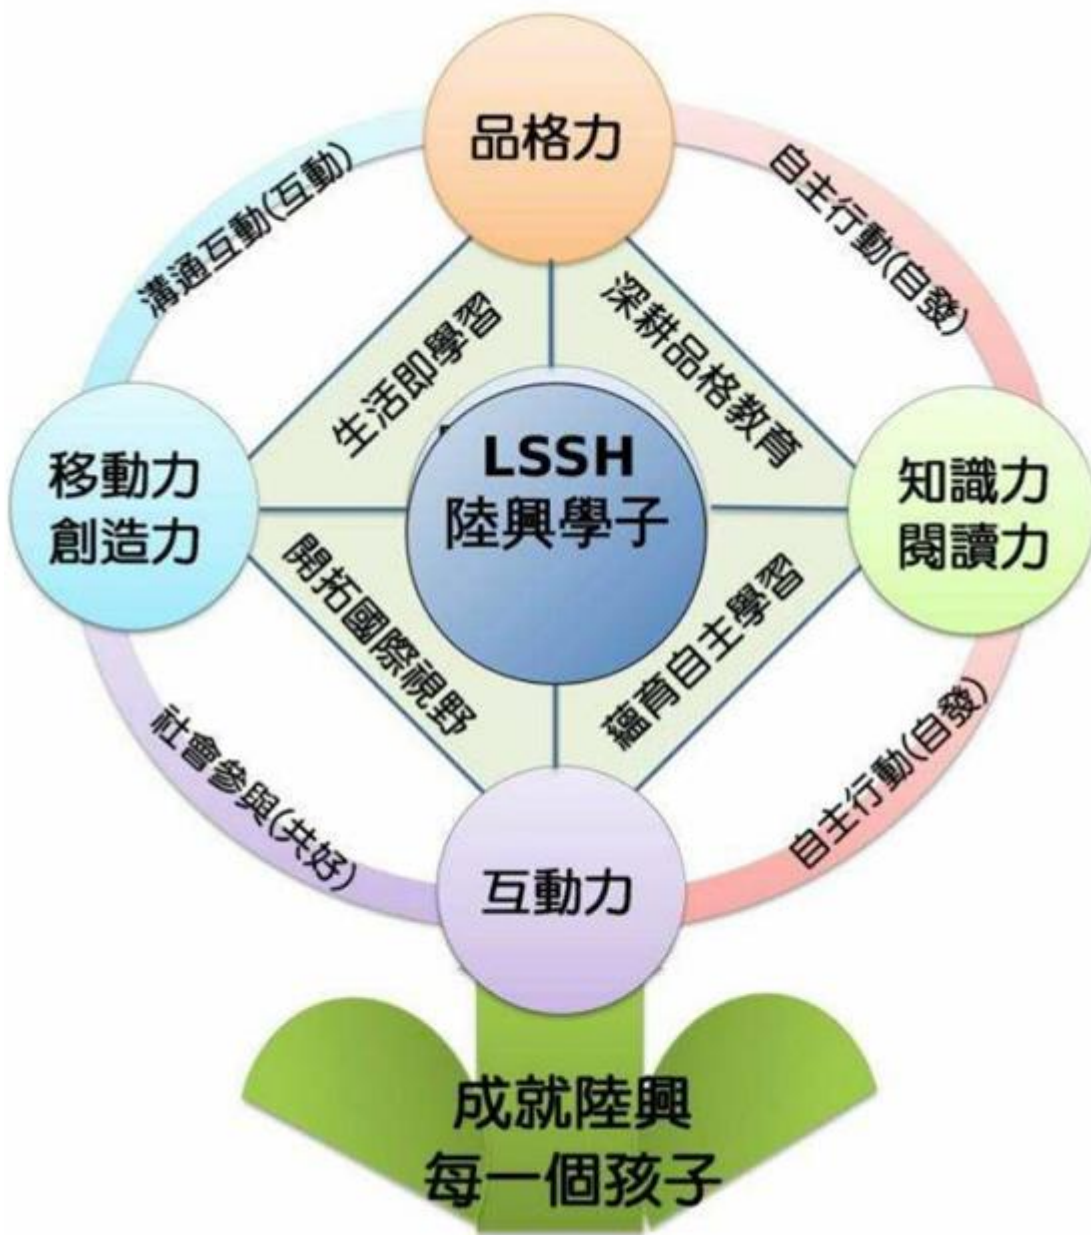 品格力
溝通互動(互動)
自主行動(自發)
生活即學習
深耕品格教育
移動力
創造力
LSSH
陸興學子
知識力
閱讀力
開拓國際視野
蘊育自主學習
社會參與(共好)
自主行動(自發)
互動力
成就陸興
每一個孩子